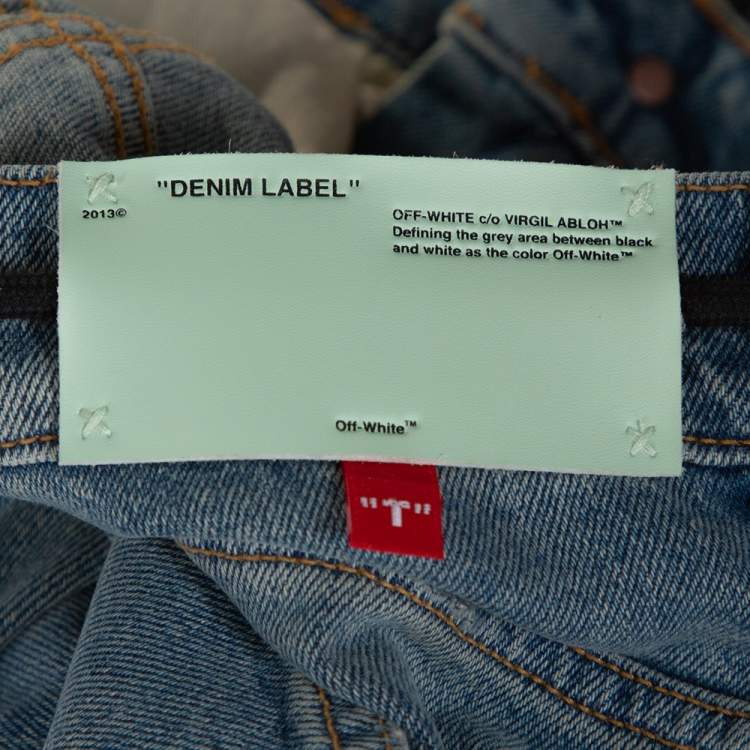 "DENIM LABEL"
2013©
OFF-WHITE c/o VIRGIL ABLOH™
Defining the grey area between black
and white as the color Off-White™
Off-White™
"T"